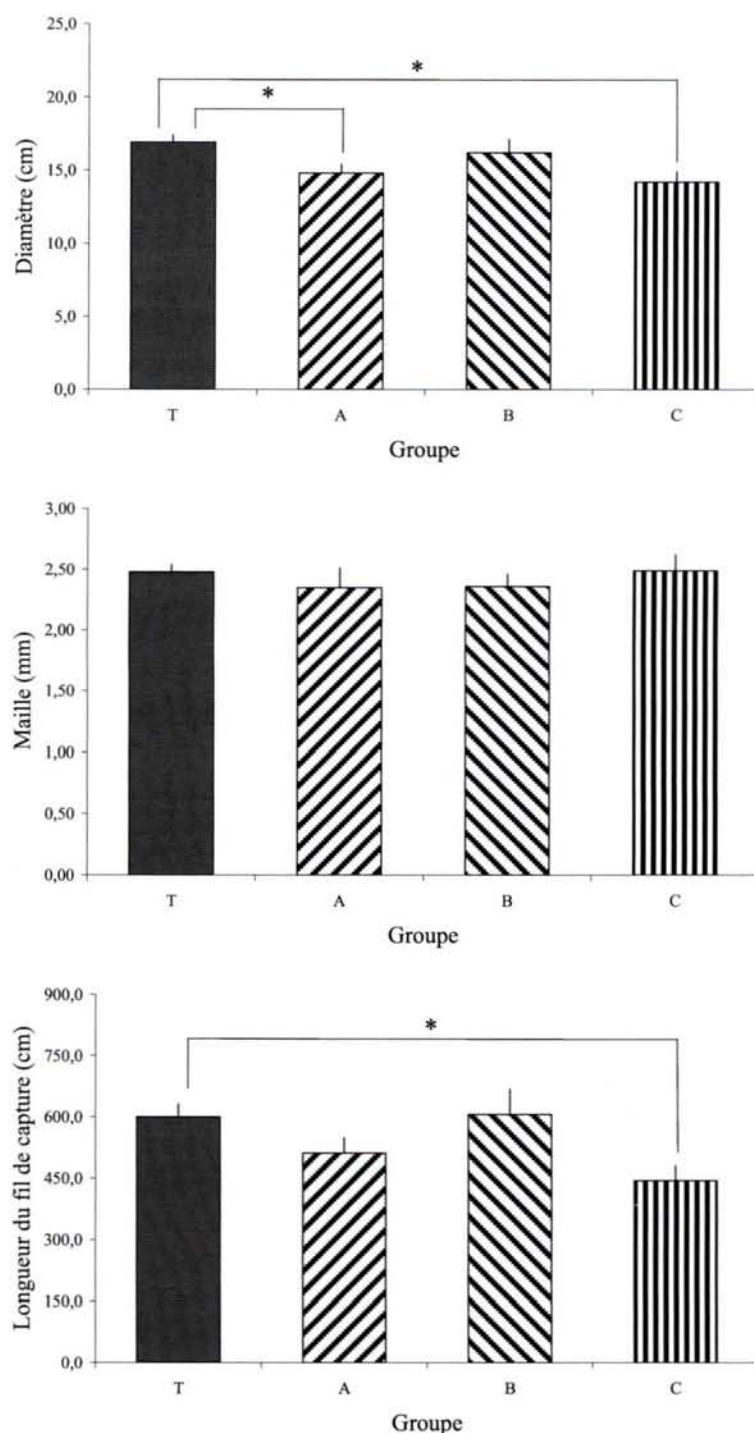 25,0
*
20,0
*
15,0
10,0
5,0
0,0
Diamètre (cm)
T A B C
Groupe
3,00
2,50
2,00
1,50
1,00
0,50
0,00
Maille (mm)
T A B C
Groupe
900,0
*
750,0
600,0
450,0
300,0
150,0
0,0
Longueur du fil de capture (cm)
T A B C
Groupe